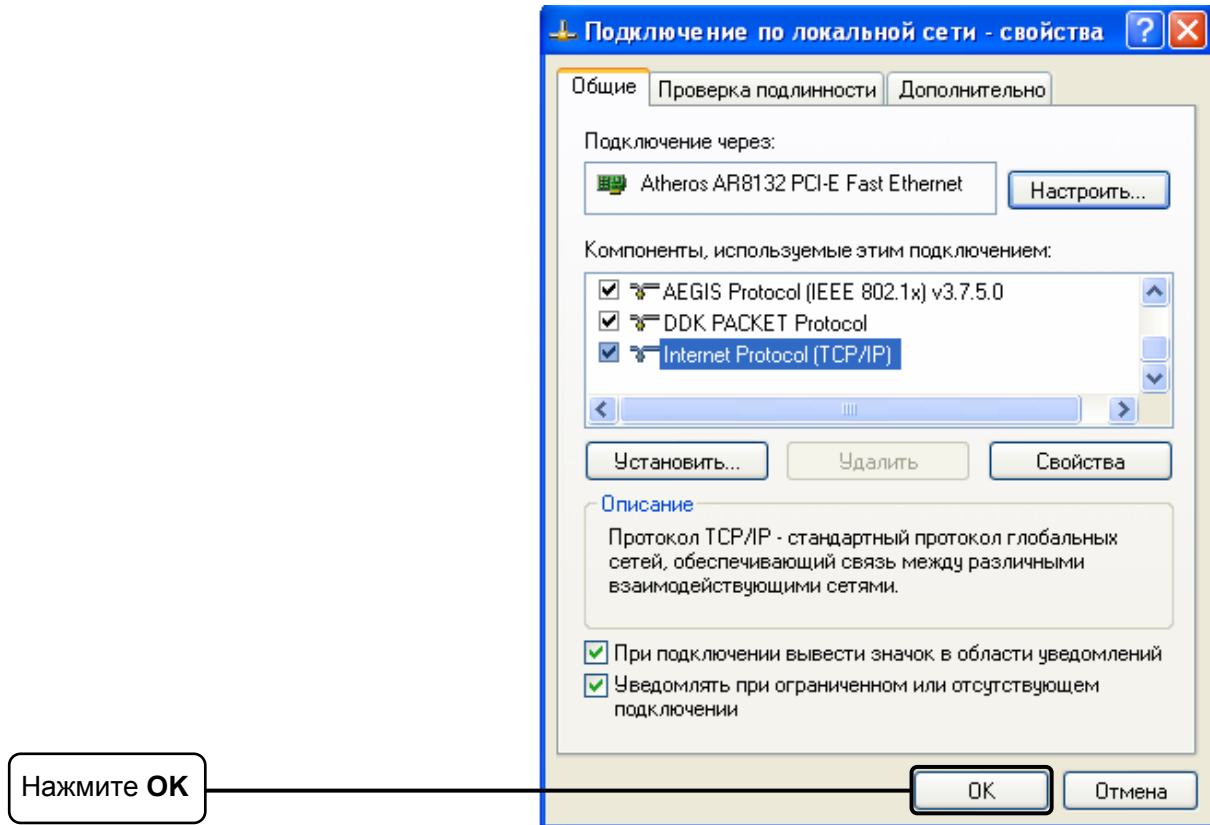 Подключение по локальной сети - свойства
Общие
Проверка подлинности
Дополнительно
Подключение через:
Atheros AR8132 PCI-E Fast Ethernet
Настроить...
Компоненты, используемые этим подключением:
AEGIS Protocol (IEEE 802.1x) v3.7.5.0
DDK PACKET Protocol
Internet Protocol (TCP/IP)
Установить...
Удалить
Свойства
Описание
Протокол TCP/IP - стандартный протокол глобальных
сетей, обеспечивающий связь между различными
взаимодействующими сетями.
При подключении вывести значок в области уведомлений
Уведомлять при ограниченном или отсутствующем
подключении
Нажмите OK
OK
Отмена